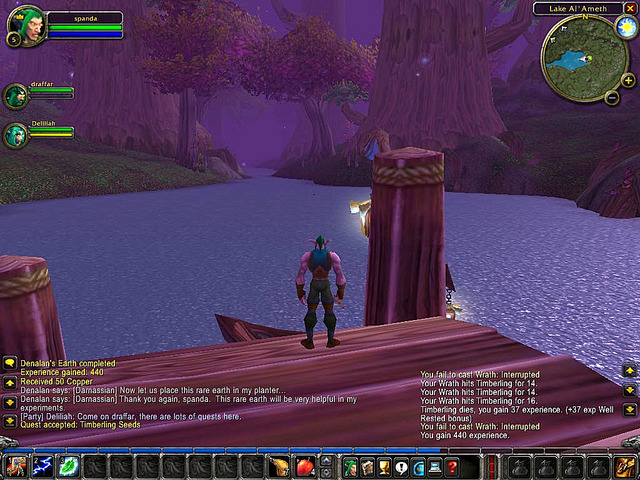 spanda
5
Lake Al'Ameth
N
draffar
Delillah
Denalan's Earth completed
Experience gained: 440
Received 50 Copper
Denalan says: [Darnassian] Now let us place this rare earth in my planter...
Denalan says: [Darnassian] Thank you again, spanda. This rare earth will be very helpful in my
experiments.
[Party] Delillah: Come on draffar, there are lots of quests here.
Quest accepted: Timberling Seeds
You fail to cast Wrath: Interrupted
Your Wrath hits Timberling for 14.
Your Wrath hits Timberling for 14.
Your Wrath hits Timberling for 16.
Timberling dies, you gain 37 experience. (+37 exp Well
Rested bonus)
You fail to cast Wrath: Interrupted
You gain 440 experience.